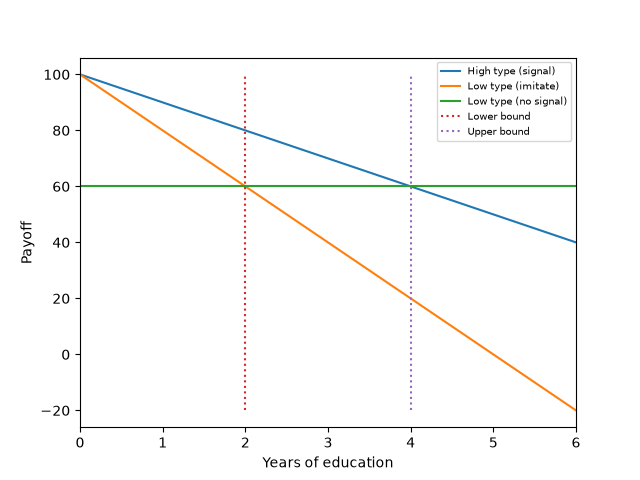 High type (signal)
Low type (imitate)
Low type (no signal)
Lower bound
Upper bound
100
80
60
40
20
0
−20
Payoff
0 1 2 3 4 5 6
Years of education